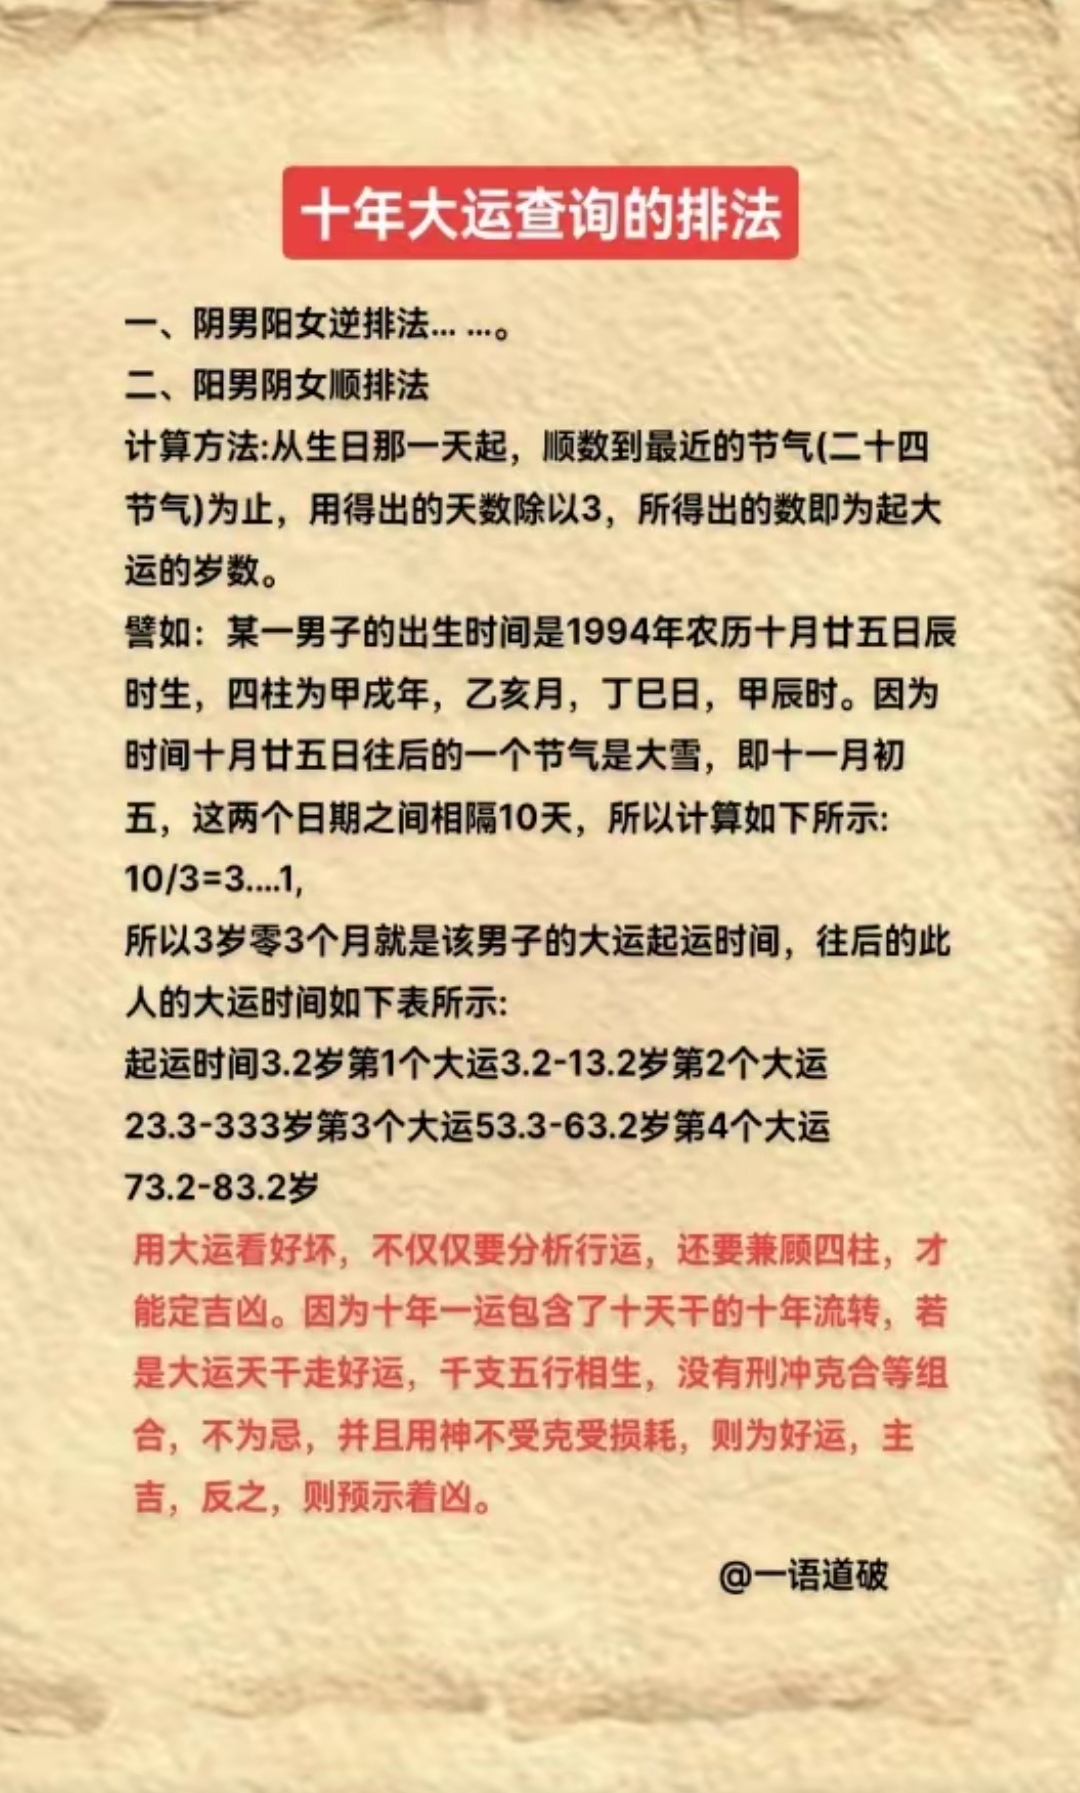 十年大运查询的排法
一、阴男阳女逆排法... ...。
二、阳男阴女顺排法
计算方法:从生日那一天起，顺数到最近的节气(二十四
节气)为止，用得出的天数除以3，所得出的数即为起大
运的岁数。
譬如：某一男子的出生时间是1994年农历十月廿五日辰
时生，四柱为甲戌年，乙亥月，丁巳日，甲辰时。因为
时间十月廿五日往后的一个节气是大雪，即十一月初
五，这两个日期之间相隔10天，所以计算如下所示:
10/3=3....1,
所以3岁零3个月就是该男子的大运起运时间，往后的此
人的大运时间如下表所示:
起运时间3.2岁第1个大运3.2-13.2岁第2个大运
23.3-333岁第3个大运53.3-63.2岁第4个大运
73.2-83.2岁
用大运看好坏，不仅仅要分析行运，还要兼顾四柱，才
能定吉凶。因为十年一运包含了十天干的十年流转，若
是大运天干走好运，干支五行相生，没有刑冲克合等组
合，不为忌，并且用神不受克受损耗，则为好运，主
吉，反之，则预示着凶。
@一语道破